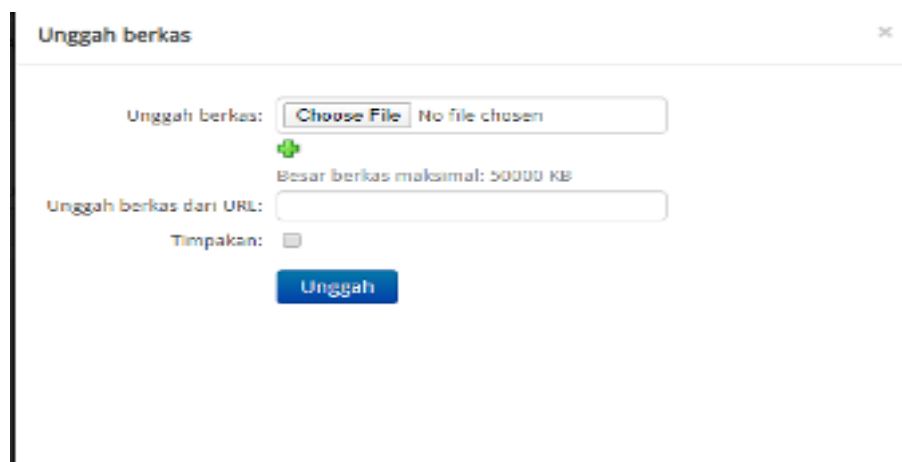 Unggah berkas
Unggah berkas: Choose File No file chosen
Besar berkas maksimal: 50000 KB
Unggah berkas dari URL:
Timpakan:
Unggah